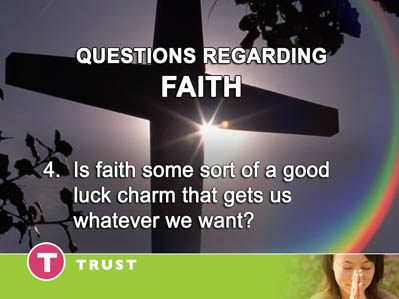 QUESTIONS REGARDING
FAITH
4. Is faith some sort of a good
luck charm that gets us
whatever we want?
T TRUST